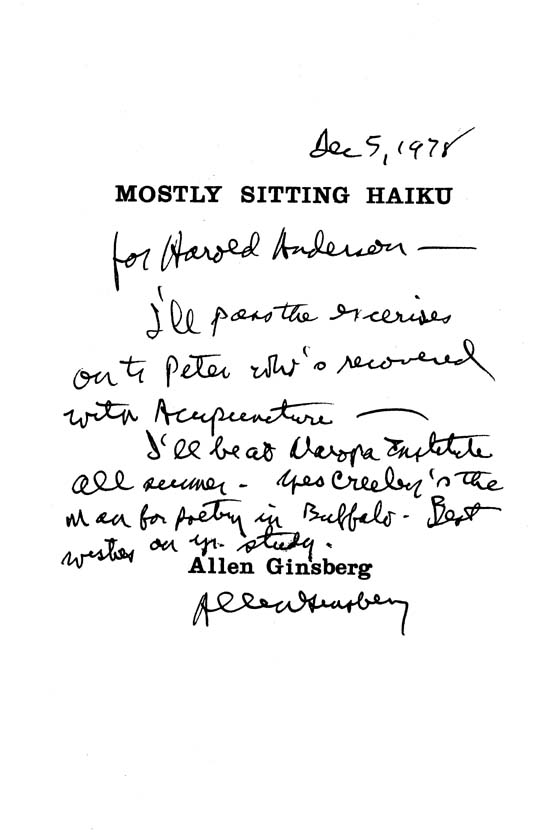 Dec 5, 1978
MOSTLY SITTING HAIKU
for Harold Anderson —
I'll pass the excerises
on to Peter who's recovered
with Acupuncture —
I'll be at Naropa Institute
all summer - Yes Creeley's the
man for poetry in Buffalo - Best
wishes on yr. study.
Allen Ginsberg
Allen Ginsberg